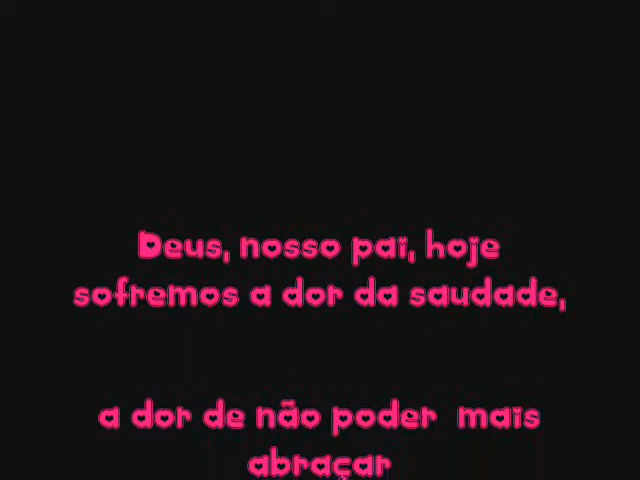 Deus, nosso pai, hoje
sofremos a dor da saudade,
a dor de não poder mais
abraçar